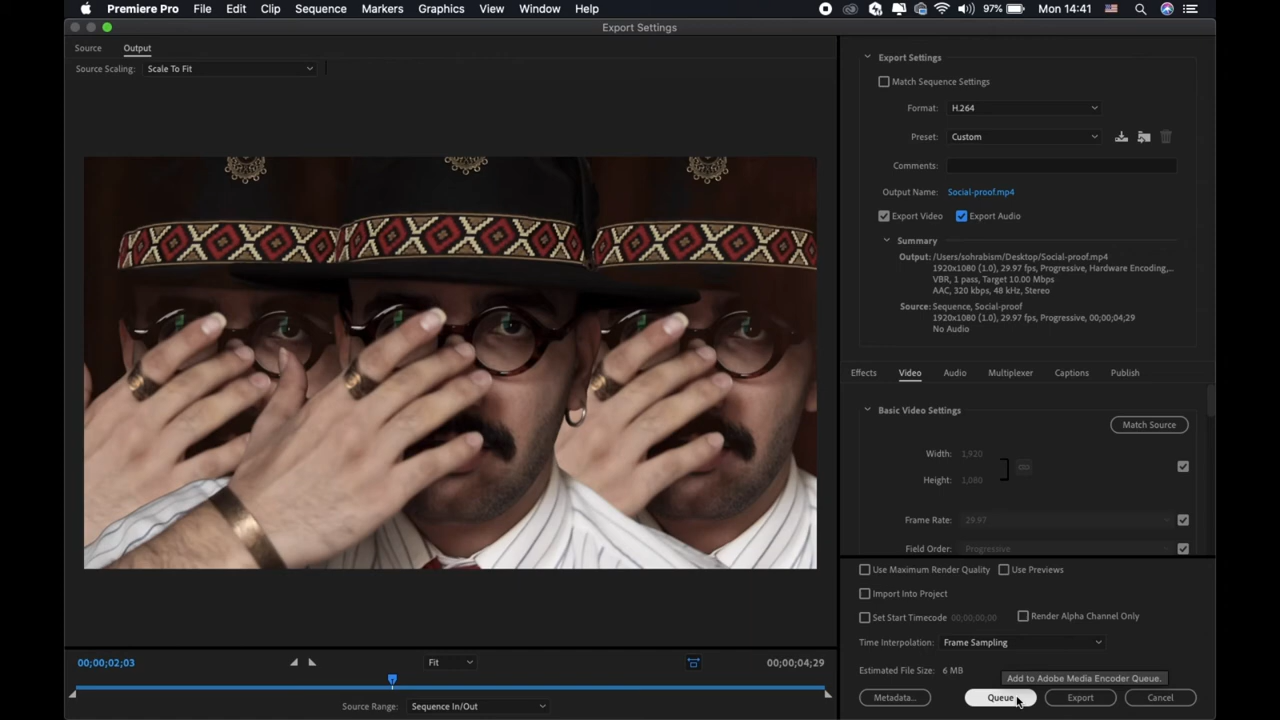 Premiere Pro File Edit Clip Sequence Markers Graphics View Window Help 97% Mon 14:41
Export Settings
Source Output
Source Scaling: Scale To Fit
Export Settings
Match Sequence Settings
Format: H.264
Preset: Custom
Comments:
Output Name: Social-proof.mp4
Export Video Export Audio
Summary
Output: /Users/sohrabism/Desktop/Social-proof.mp4
1920x1080 (1.0), 29.97 fps, Progressive, Hardware Encoding,...
VBR, 1 pass, Target 10.00 Mbps
AAC, 320 kbps, 48 kHz, Stereo
Source: Sequence, Social-proof
1920x1080 (1.0), 29.97 fps, Progressive, 00;00;04;29
No Audio
Effects Video Audio Multiplexer Captions Publish
Basic Video Settings
Match Source
Width: 1,920
Height: 1,080
Frame Rate: 29.97
Field Order: Progressive
Use Maximum Render Quality Use Previews
Import Into Project
Set Start Timecode 00;00;00;00 Render Alpha Channel Only
Time Interpolation: Frame Sampling
Estimated File Size: 6 MB
Add to Adobe Media Encoder Queue.
Metadata... Queue Export Cancel
00;00;02;03 Fit 00;00;04;29
Source Range: Sequence In/Out